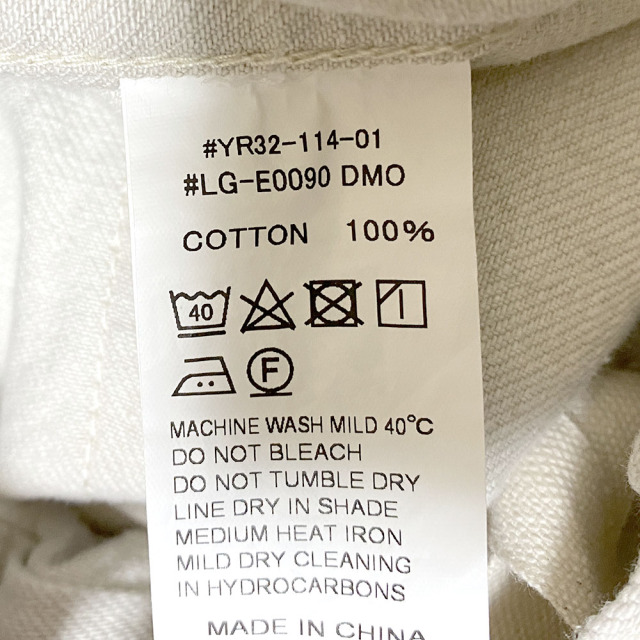 #YR32-114-01
#LG-E0090 DMO
COTTON 100%
40
F
MACHINE WASH MILD 40°C
DO NOT BLEACH
DO NOT TUMBLE DRY
LINE DRY IN SHADE
MEDIUM HEAT IRON
MILD DRY CLEANING
IN HYDROCARBONS
MADE IN CHINA